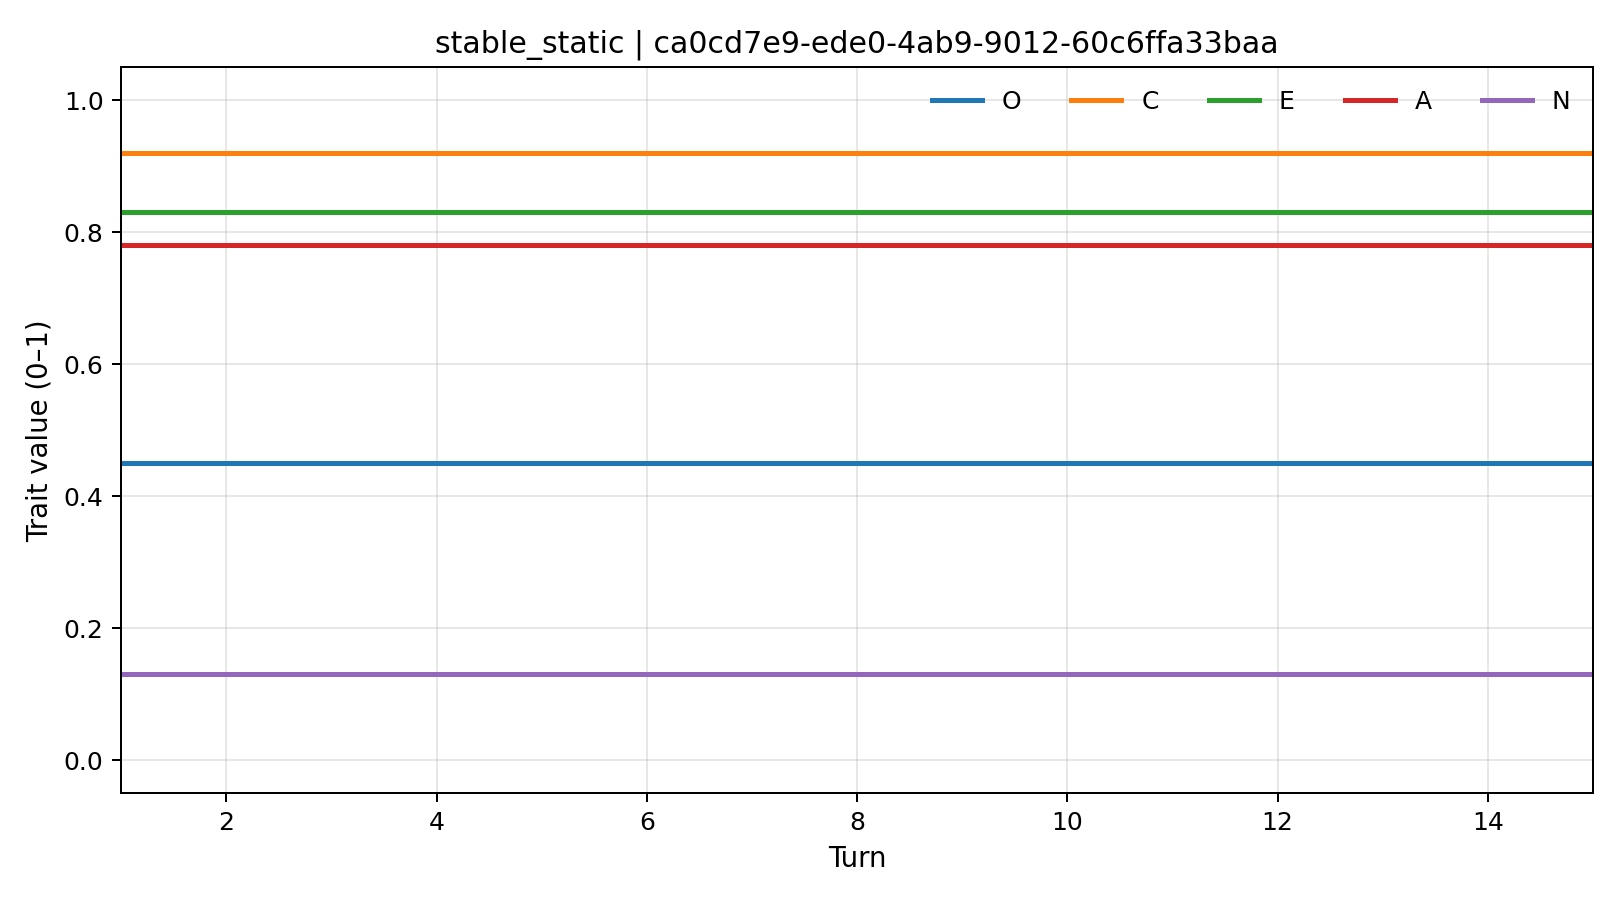 stable_static | ca0cd7e9-ede0-4ab9-9012-60c6ffa33baa
O C E A N
1.0
0.8
0.6
0.4
0.2
0.0
Trait value (0–1)
2 4 6 8 10 12 14
Turn